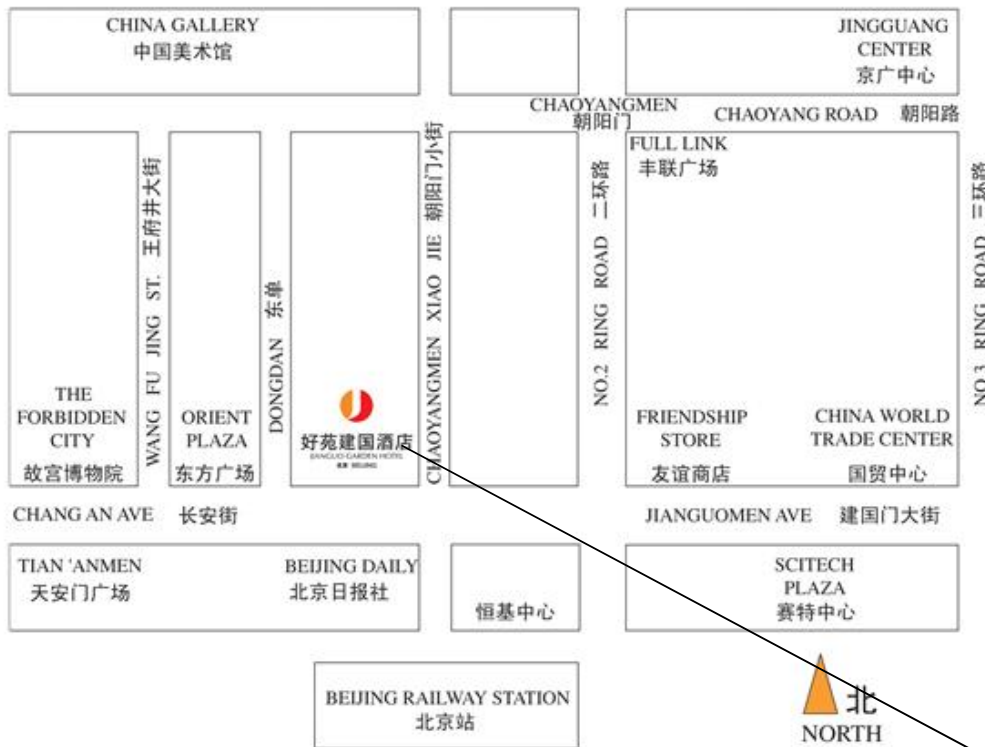 CHINA GALLERY
中国美术馆
JINGGUANG
CENTER
京广中心
CHAOYANGMEN
朝阳门
CHAOYANG ROAD 朝阳路
WANG FU JING ST. 王府井大街
DONGDAN 东单
CHAOYANGMEN XIAO JIE 朝阳门小街
NO.2 RING ROAD 二环路
FULL LINK
丰联广场
NO.3 RING ROAD 三环路
THE
FORBIDDEN
CITY
故宫博物院
ORIENT
PLAZA
东方广场
好苑建国酒店
JIANGUO GARDEN HOTEL
北京 BEIJING
FRIENDSHIP
STORE
友谊商店
CHINA WORLD
TRADE CENTER
国贸中心
CHANG AN AVE 长安街
JIANGUOMEN AVE 建国门大街
TIAN 'ANMEN
天安门广场
BEIJING DAILY
北京日报社
恒基中心
SCITECH
PLAZA
赛特中心
BEIJING RAILWAY STATION
北京站
北
NORTH